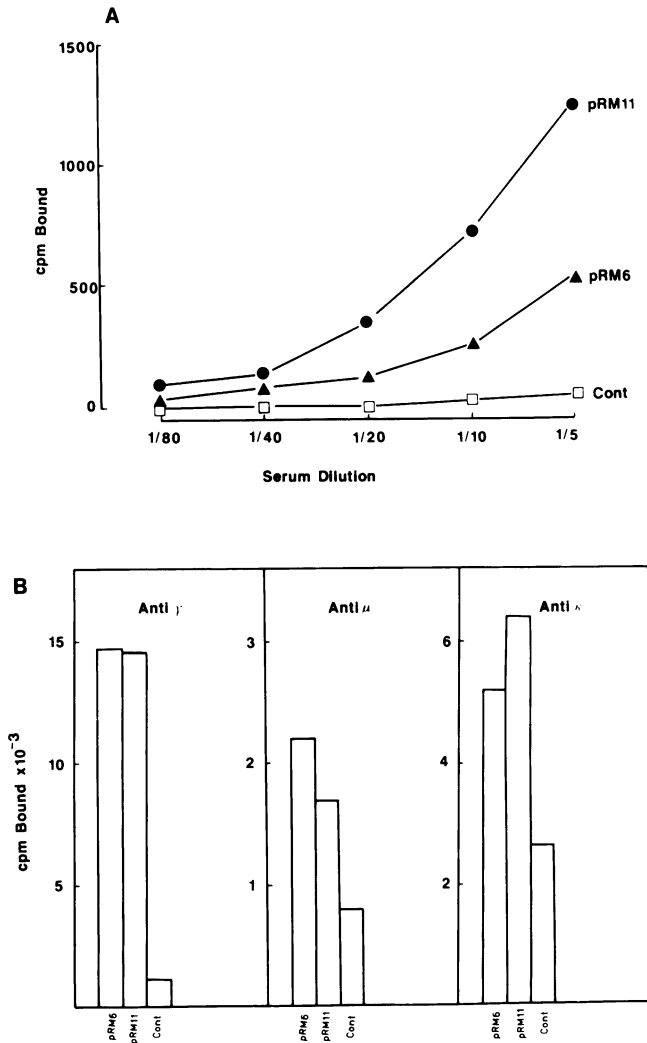 A
1500
1000
500
0
cpm Bound
pRM11
pRM6
Cont
1/80 1/40 1/20 1/10 1/5
Serum Dilution
B
Anti γ Anti μ Anti κ
15
10
5
3
2
1
6
4
2
cpm Bound x10⁻³
pRM6 pRM11 Cont pRM6 pRM11 Cont pRM6 pRM11 Cont